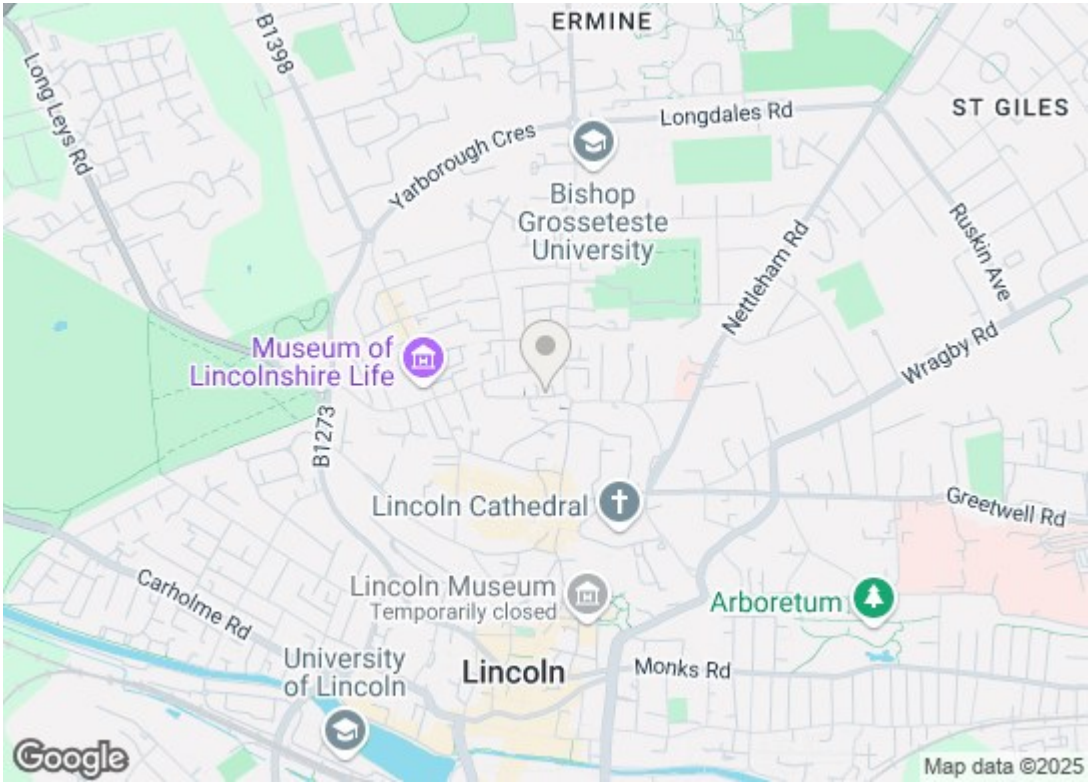 ERMINE
B1398
Long Leys Rd
Longdales Rd
ST GILES
Yarborough Cres
Bishop
Grosseteste
University
Ruskin Ave
Nettleham Rd
Museum of
Lincolnshire Life
Wragby Rd
B1273
Lincoln Cathedral
Greetwell Rd
Lincoln Museum
Temporarily closed
Arboretum
Carholme Rd
University
of Lincoln
Lincoln
Monks Rd
Google
Map data ©2025